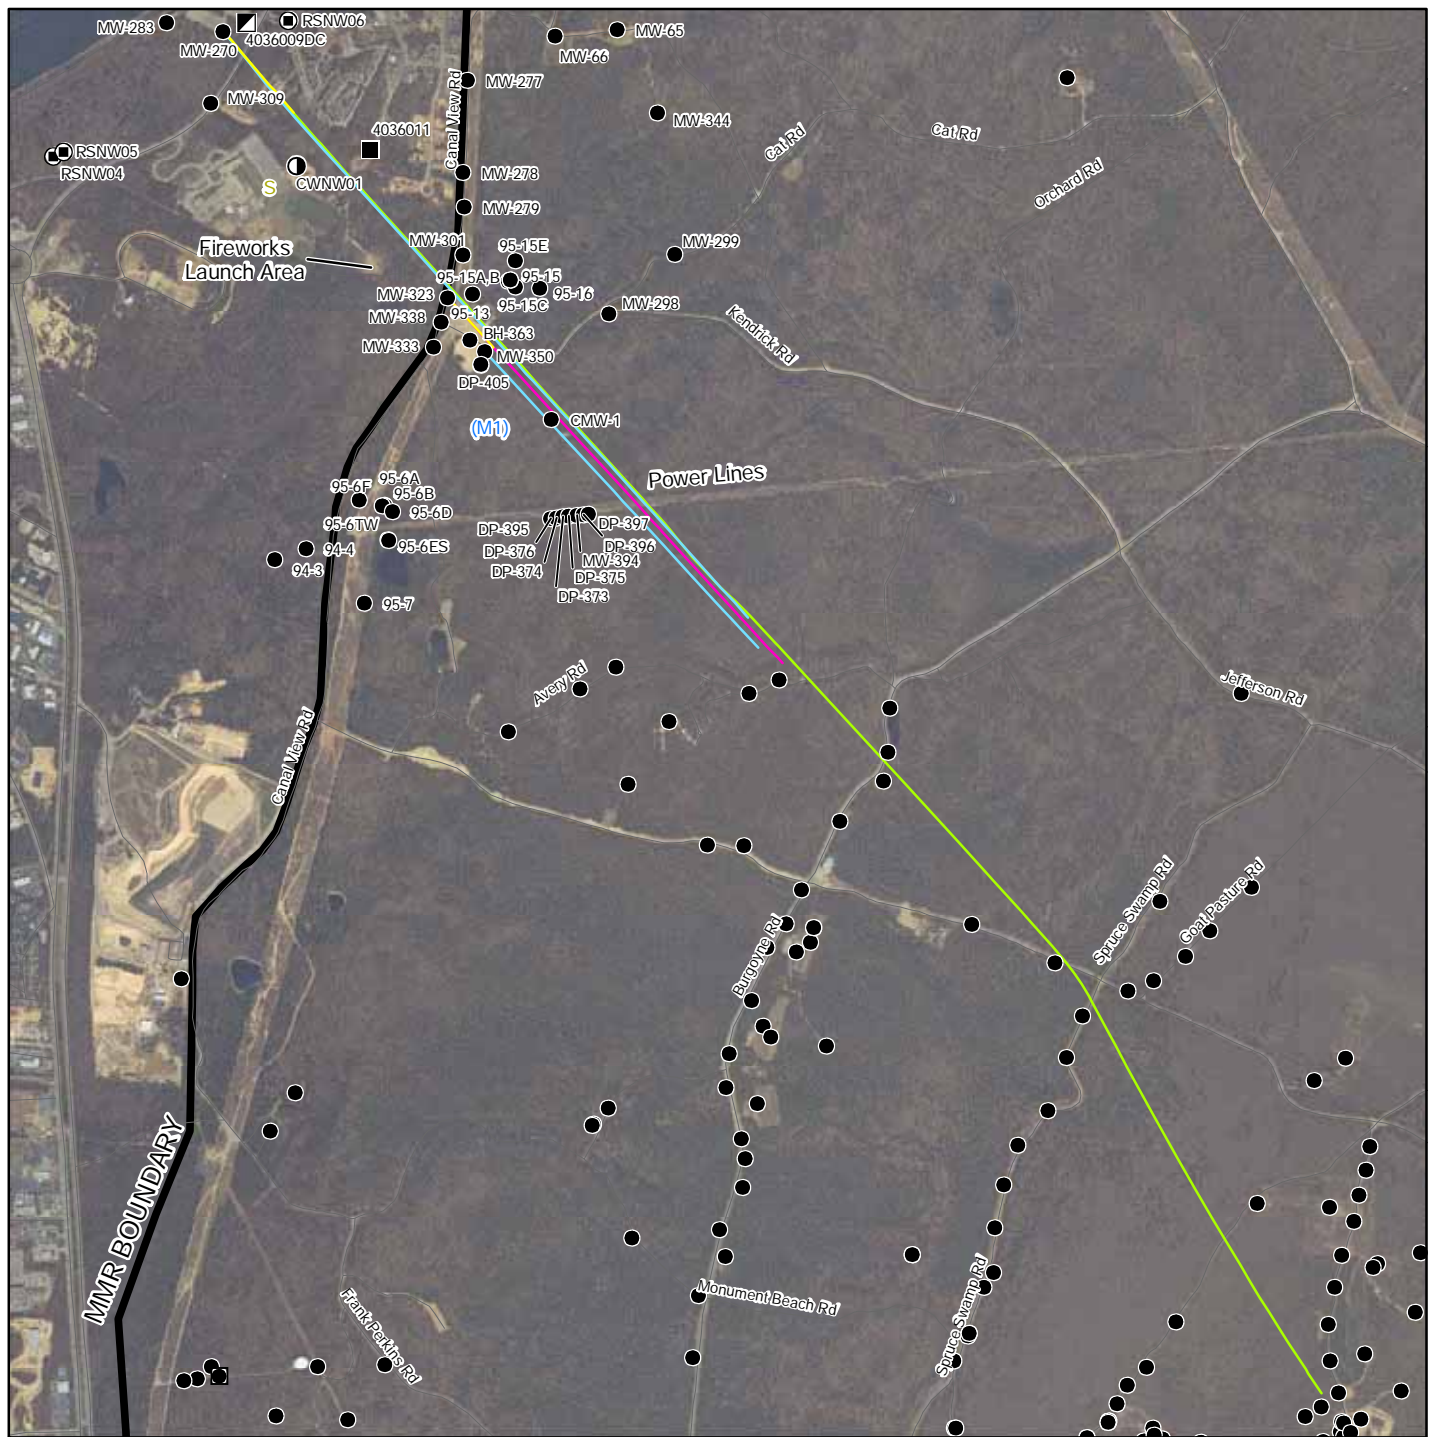 MW-283
RSNW06
MW-65
4036009DC
MW-270
MW-66
Canal View Rd
MW-277
MW-309
4036011
MW-344
Cat Rd
Cat Rd
RSNW05
RSNW04
CWNW01
S
MW-278
Orchard Rd
MW-279
MW-301
95-15E
MW-299
Fireworks
Launch Area
95-15A,B
95-15
95-16
MW-323
95-15C
MW-298
95-13
MW-338
Kendrick Rd
BH-363
MW-333
MW-350
DP-405
CMW-1
(M1)
Power Lines
95-6A
95-6F
95-6B
95-6D
95-6TW
DP-395
DP-397
95-6ES
94-4
DP-376
DP-396
MW-394
94-3
DP-374
DP-375
DP-373
95-7
Avery Rd
Jefferson Rd
Canal View Rd
Spruce Swamp Rd
Goat Pasture Rd
Burgoyne Rd
MMR BOUNDARY
Monument Beach Rd
Frank Perkins Rd
Spruce Swamp Rd